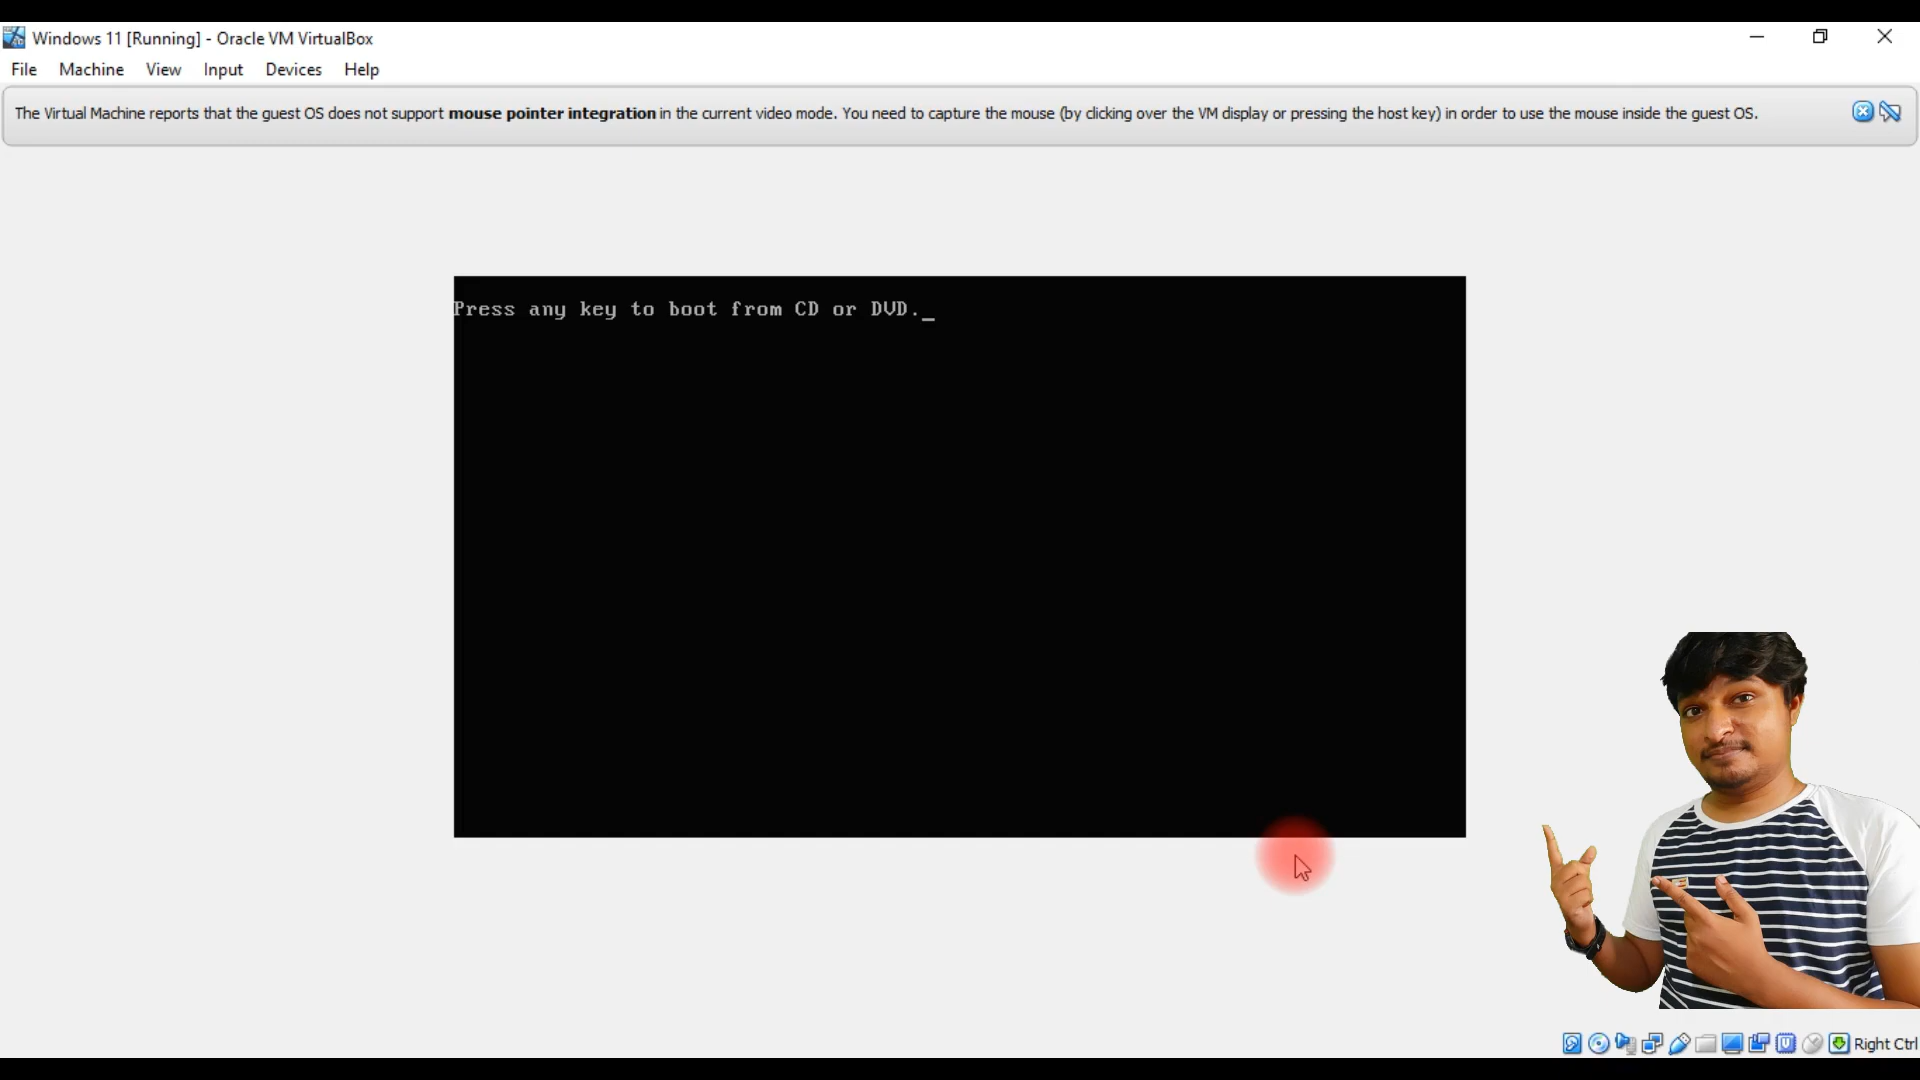 Windows 11 [Running] - Oracle VM VirtualBox
File Machine View Input Devices Help
The Virtual Machine reports that the guest OS does not support mouse pointer integration in the current video mode. You need to capture the mouse (by clicking over the VM display or pressing the host key) in order to use the mouse inside the guest OS.
Press any key to boot from CD or DVD._
Right Ctrl